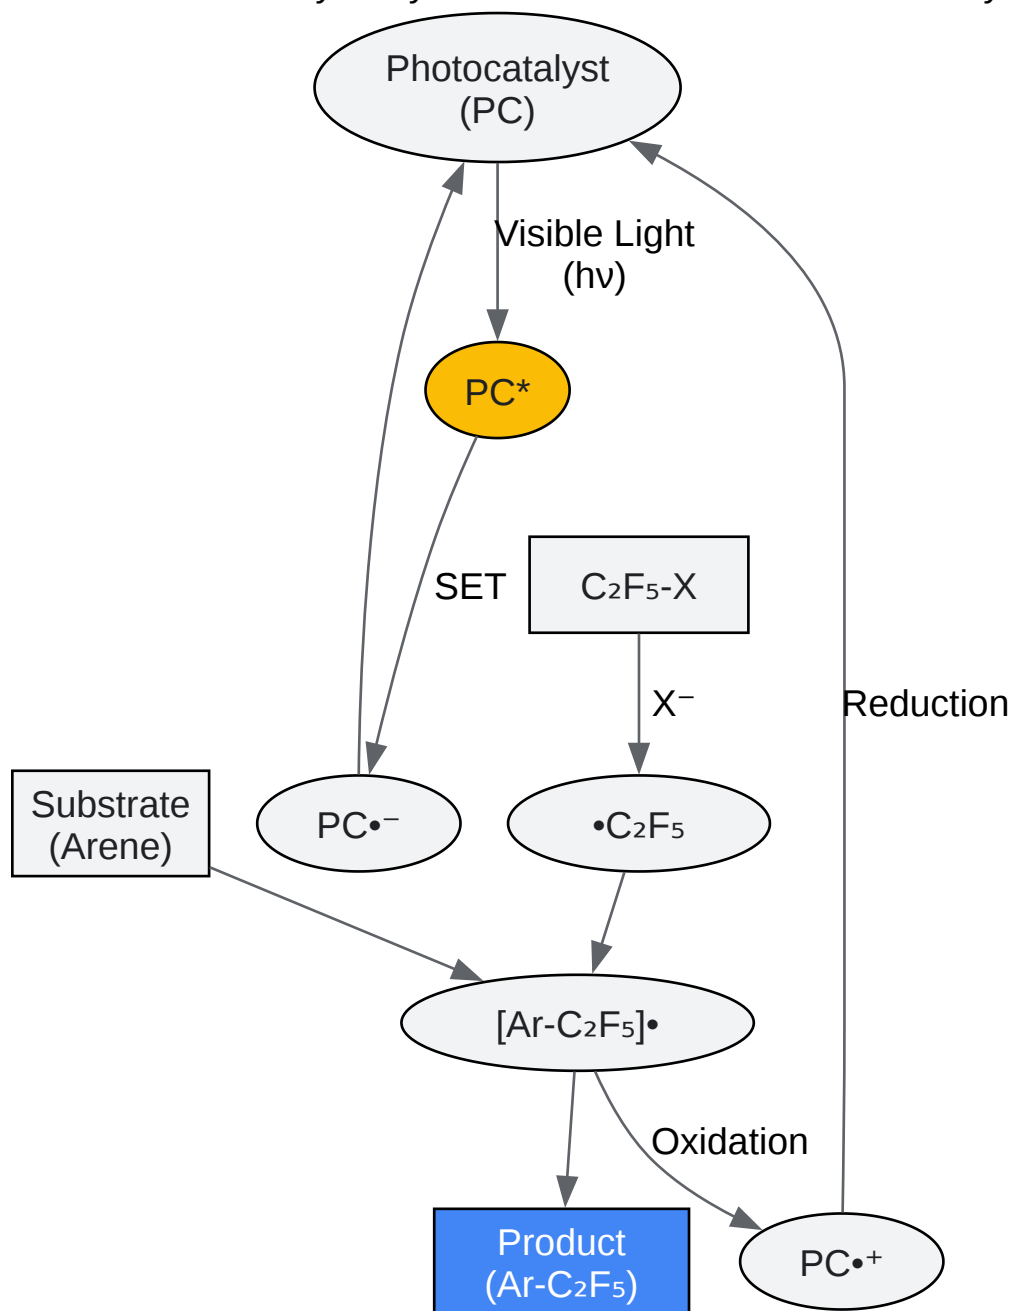 Photocatalyst
(PC)
Visible Light
(hν)
PC*
SET
C₂F₅-X
X⁻
Reduction
Substrate
(Arene)
PC•⁻
•C₂F₅
[Ar-C₂F₅]•
Oxidation
Product
(Ar-C₂F₅)
PC•⁺